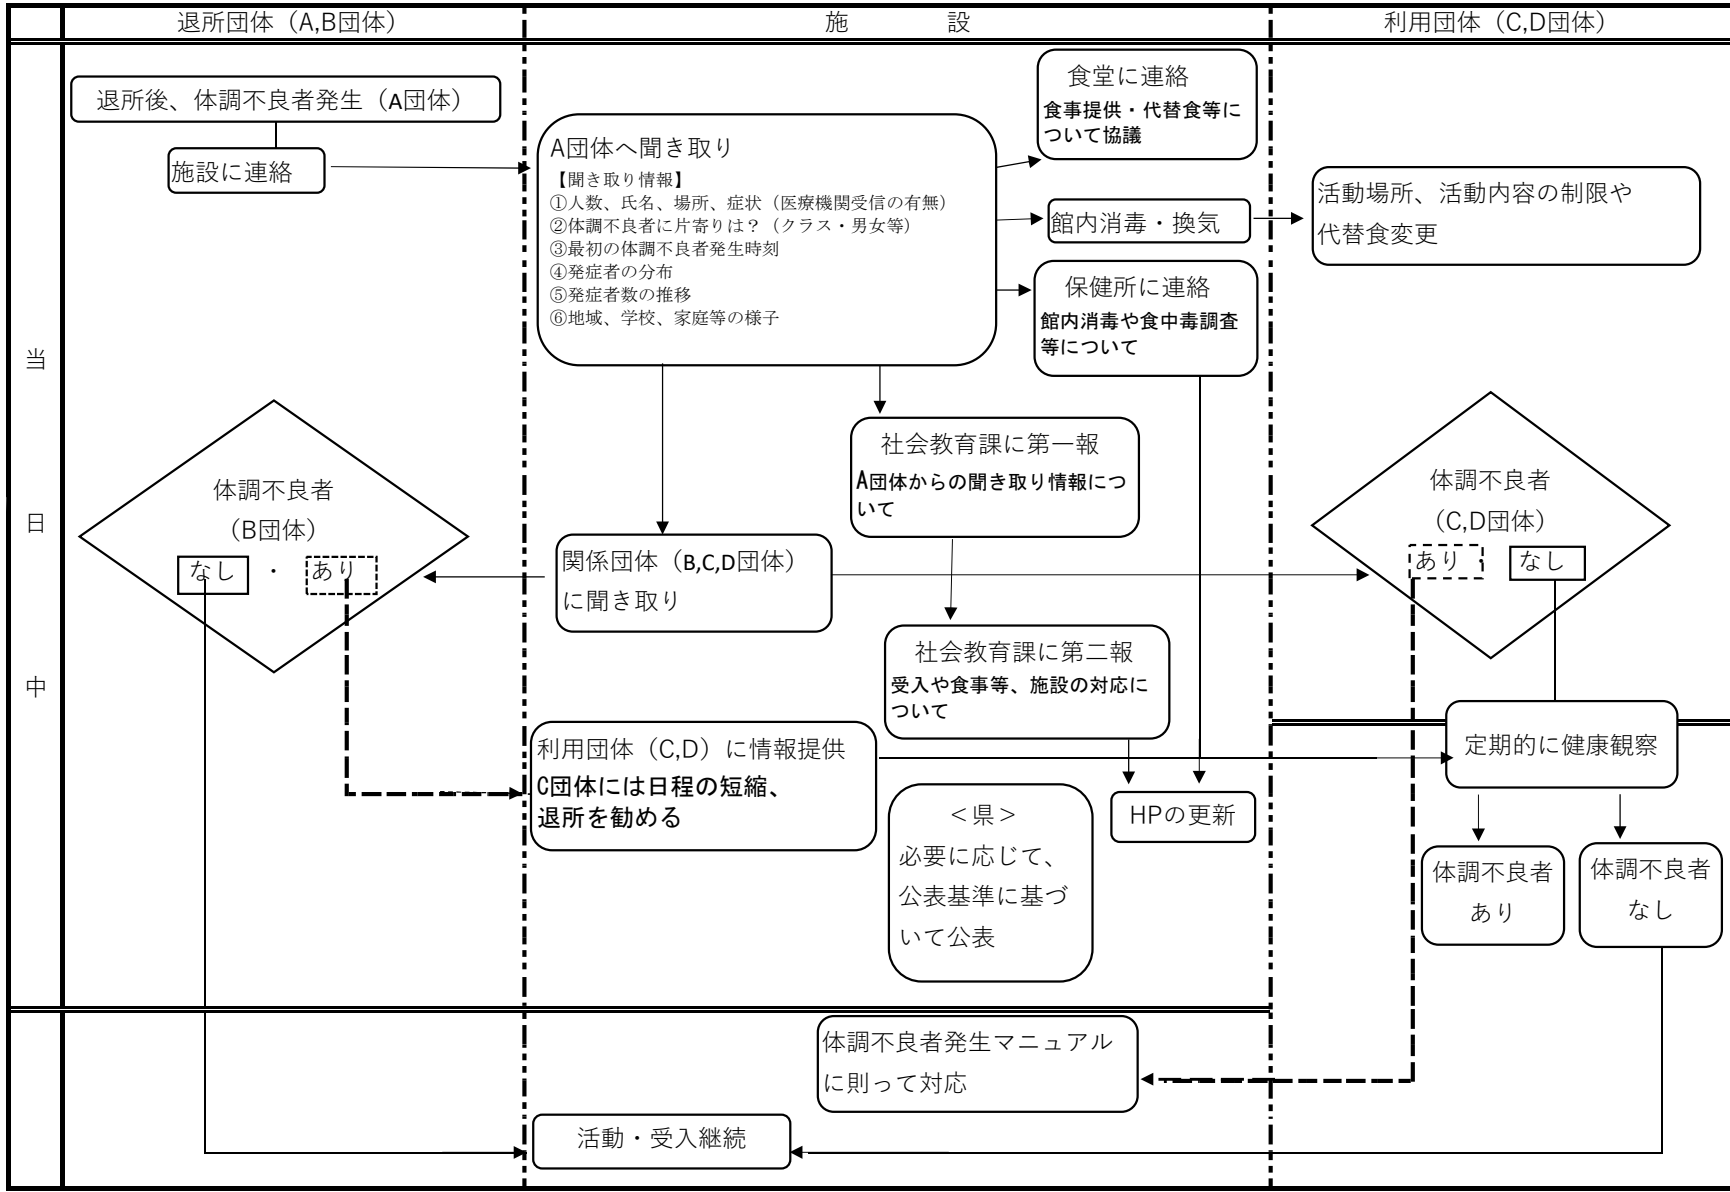 退所団体（A,B団体）
施　　　設
利用団体（C,D団体）
当
日
中
退所後、体調不良者発生（A団体）
施設に連絡
A団体へ聞き取り
【聞き取り情報】
①人数、氏名、場所、症状（医療機関受信の有無）
②体調不良者に片寄りは？（クラス・男女等）
③最初の体調不良者発生時刻
④発症者の分布
⑤発症者数の推移
⑥地域、学校、家庭等の様子
食堂に連絡
食事提供・代替食等に
ついて協議
館内消毒・換気
保健所に連絡
館内消毒や食中毒調査
等について
活動場所、活動内容の制限や
代替食変更
社会教育課に第一報
A団体からの聞き取り情報につ
いて
体調不良者
（B団体）
なし ・ あり
関係団体（B,C,D団体）
に聞き取り
体調不良者
（C,D団体）
あり ・ なし
社会教育課に第二報
受入や食事等、施設の対応に
ついて
利用団体（C,D）に情報提供
C団体には日程の短縮、
退所を勧める
定期的に健康観察
＜県＞
必要に応じて、
公表基準に基づ
いて公表
HPの更新
体調不良者
あり
体調不良者
なし
体調不良者発生マニュアル
に則って対応
活動・受入継続